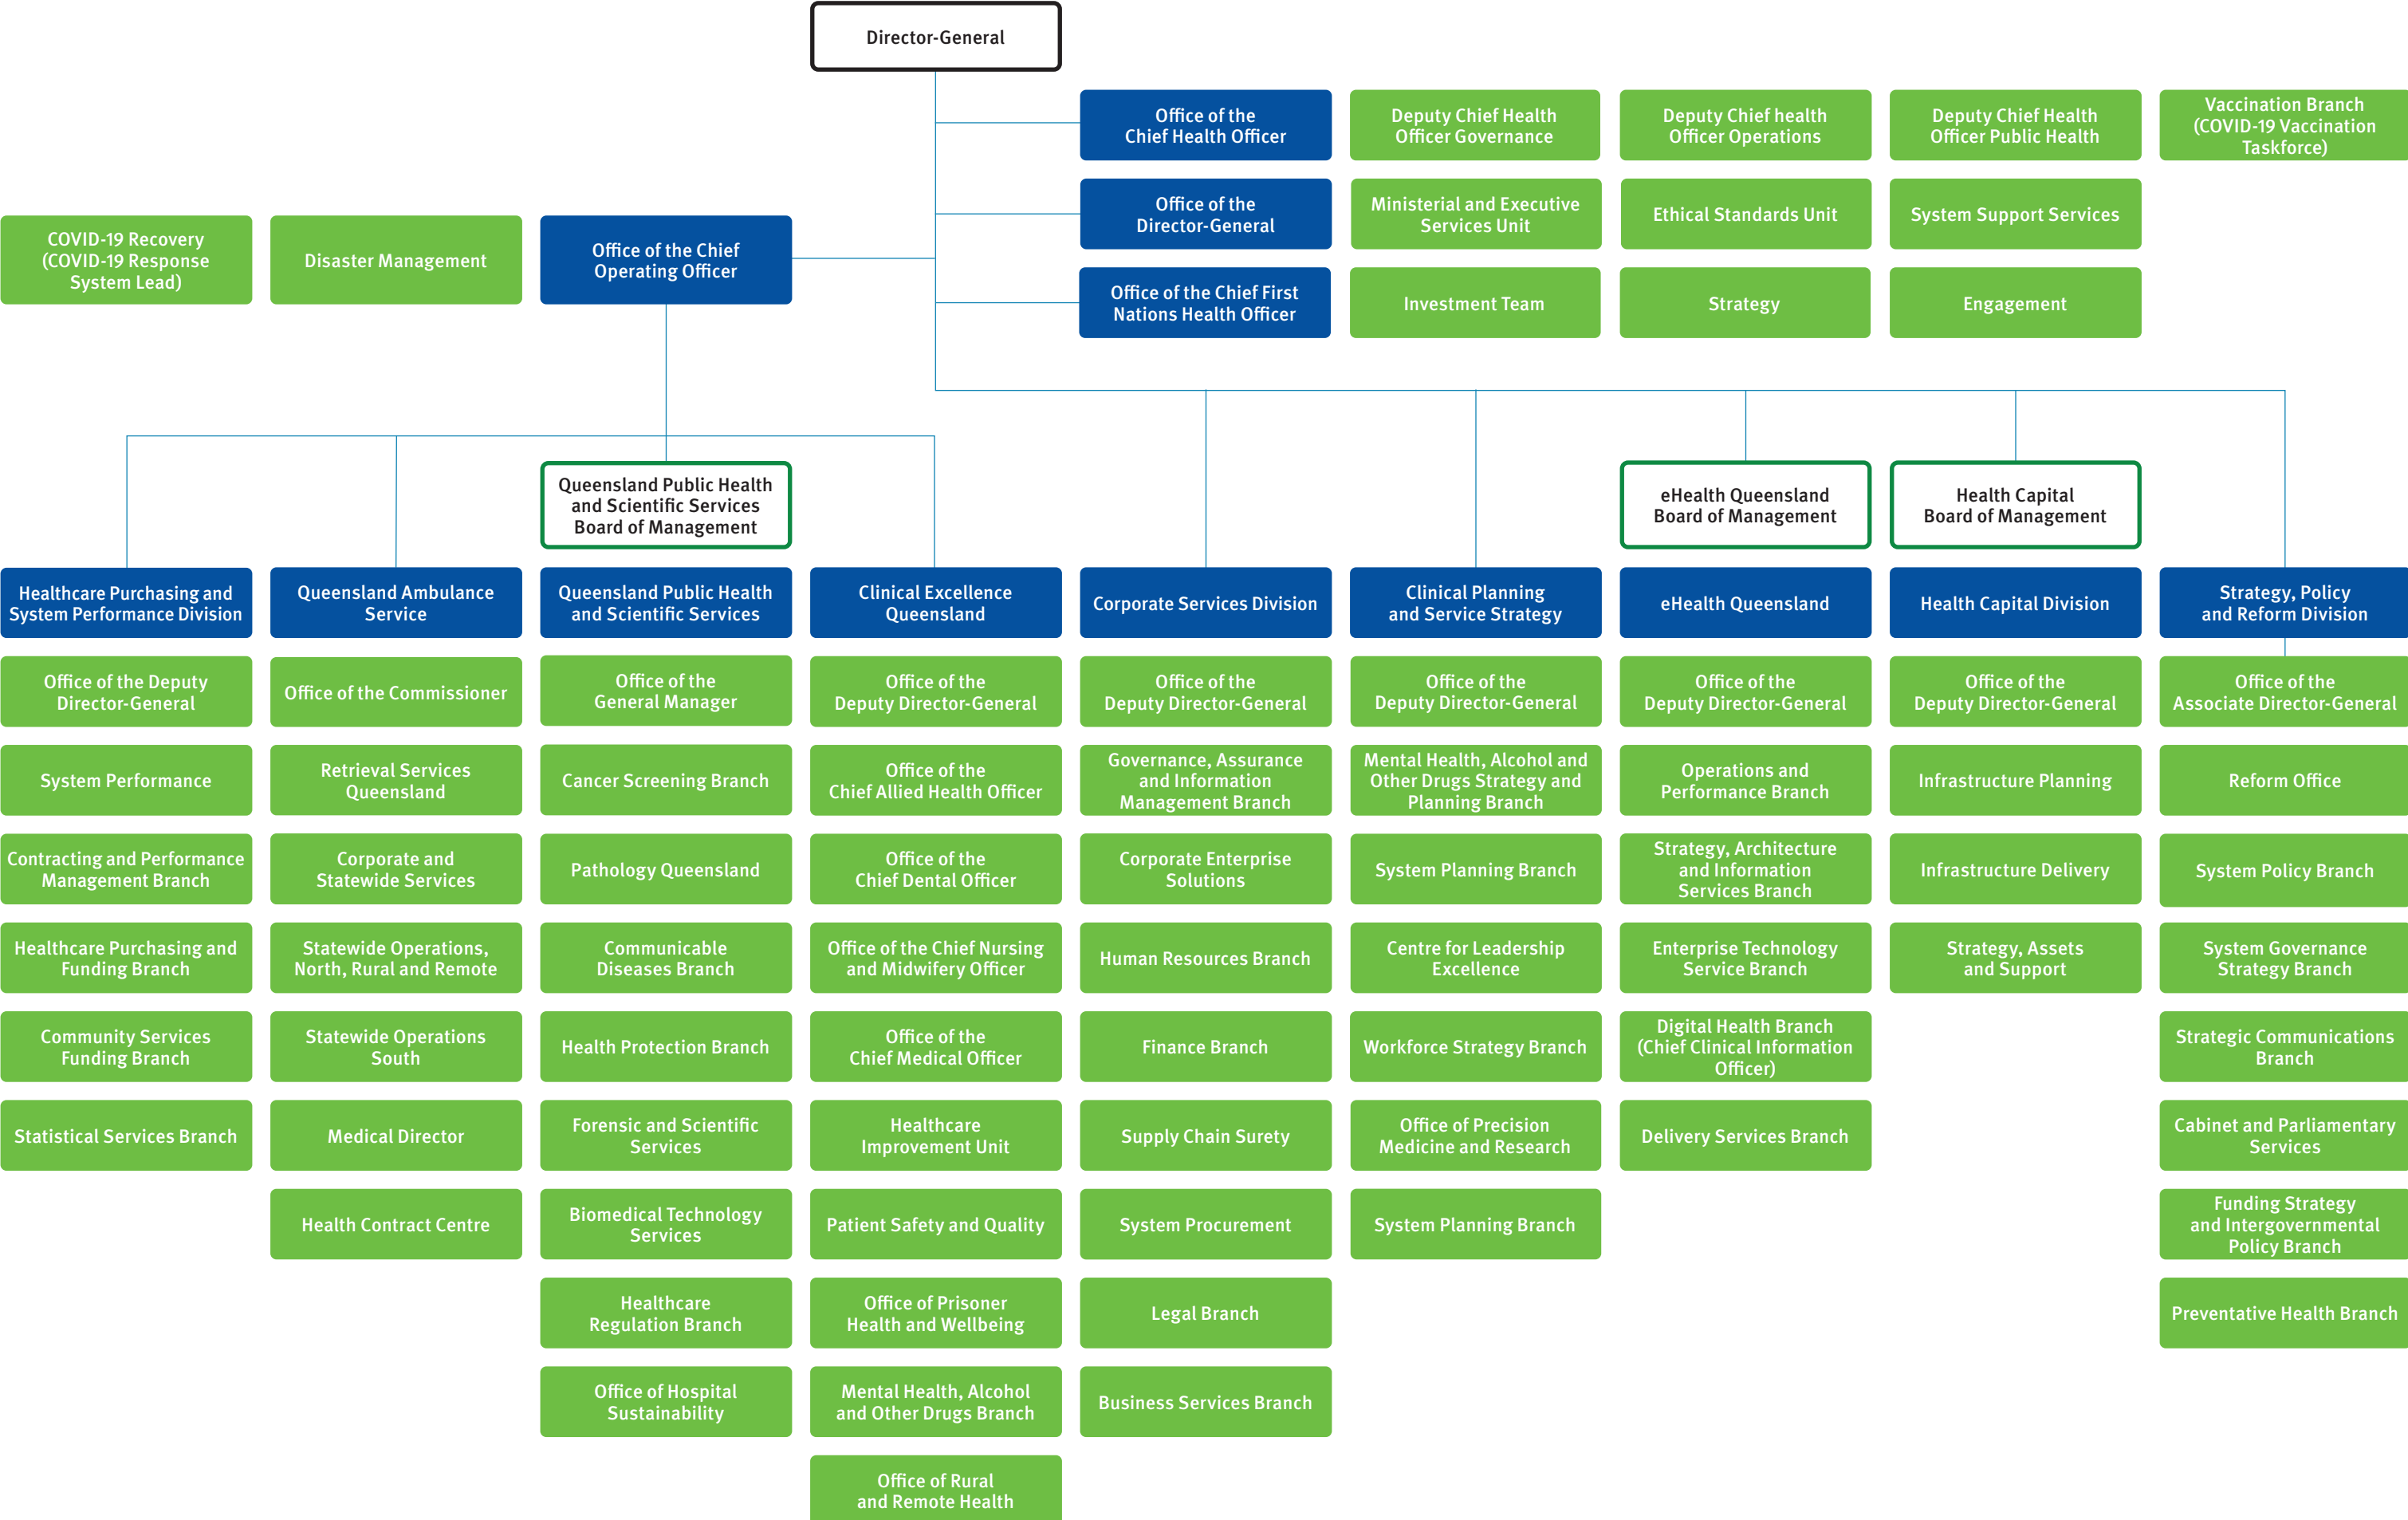 Director-General
Office of the
Chief Health Officer
Deputy Chief Health
Officer Governance
Deputy Chief health
Officer Operations
Deputy Chief Health
Officer Public Health
Vaccination Branch
(COVID-19 Vaccination
Taskforce)
Office of the
Director-General
Ministerial and Executive
Services Unit
Ethical Standards Unit
System Support Services
COVID-19 Recovery
(COVID-19 Response
System Lead)
Disaster Management
Office of the Chief
Operating Officer
Office of the Chief First
Nations Health Officer
Investment Team
Strategy
Engagement
Queensland Public Health
and Scientific Services
Board of Management
eHealth Queensland
Board of Management
Health Capital
Board of Management
Healthcare Purchasing and
System Performance Division
Office of the Deputy
Director-General
System Performance
Contracting and Performance
Management Branch
Healthcare Purchasing and
Funding Branch
Community Services
Funding Branch
Statistical Services Branch
Queensland Ambulance
Service
Office of the Commissioner
Retrieval Services
Queensland
Corporate and
Statewide Services
Statewide Operations,
North, Rural and Remote
Statewide Operations
South
Medical Director
Health Contract Centre
Queensland Public Health
and Scientific Services
Office of the
General Manager
Cancer Screening Branch
Pathology Queensland
Communicable
Diseases Branch
Health Protection Branch
Forensic and Scientific
Services
Biomedical Technology
Services
Healthcare
Regulation Branch
Office of Hospital
Sustainability
Clinical Excellence
Queensland
Office of the
Deputy Director-General
Office of the
Chief Allied Health Officer
Office of the
Chief Dental Officer
Office of the Chief Nursing
and Midwifery Officer
Office of the
Chief Medical Officer
Healthcare
Improvement Unit
Patient Safety and Quality
Office of Prisoner
Health and Wellbeing
Mental Health, Alcohol
and Other Drugs Branch
Office of Rural
and Remote Health
Corporate Services Division
Office of the
Deputy Director-General
Governance, Assurance
and Information
Management Branch
Corporate Enterprise
Solutions
Human Resources Branch
Finance Branch
Supply Chain Surety
System Procurement
Legal Branch
Business Services Branch
Clinical Planning
and Service Strategy
Office of the
Deputy Director-General
Mental Health, Alcohol and
Other Drugs Strategy and
Planning Branch
System Planning Branch
Centre for Leadership
Excellence
Workforce Strategy Branch
Office of Precision
Medicine and Research
System Planning Branch
eHealth Queensland
Office of the
Deputy Director-General
Operations and
Performance Branch
Strategy, Architecture
and Information
Services Branch
Enterprise Technology
Service Branch
Digital Health Branch
(Chief Clinical Information
Officer)
Delivery Services Branch
Health Capital Division
Office of the
Deputy Director-General
Infrastructure Planning
Infrastructure Delivery
Strategy, Assets
and Support
Strategy, Policy
and Reform Division
Office of the
Associate Director-General
Reform Office
System Policy Branch
System Governance
Strategy Branch
Strategic Communications
Branch
Cabinet and Parliamentary
Services
Funding Strategy
and Intergovernmental
Policy Branch
Preventative Health Branch